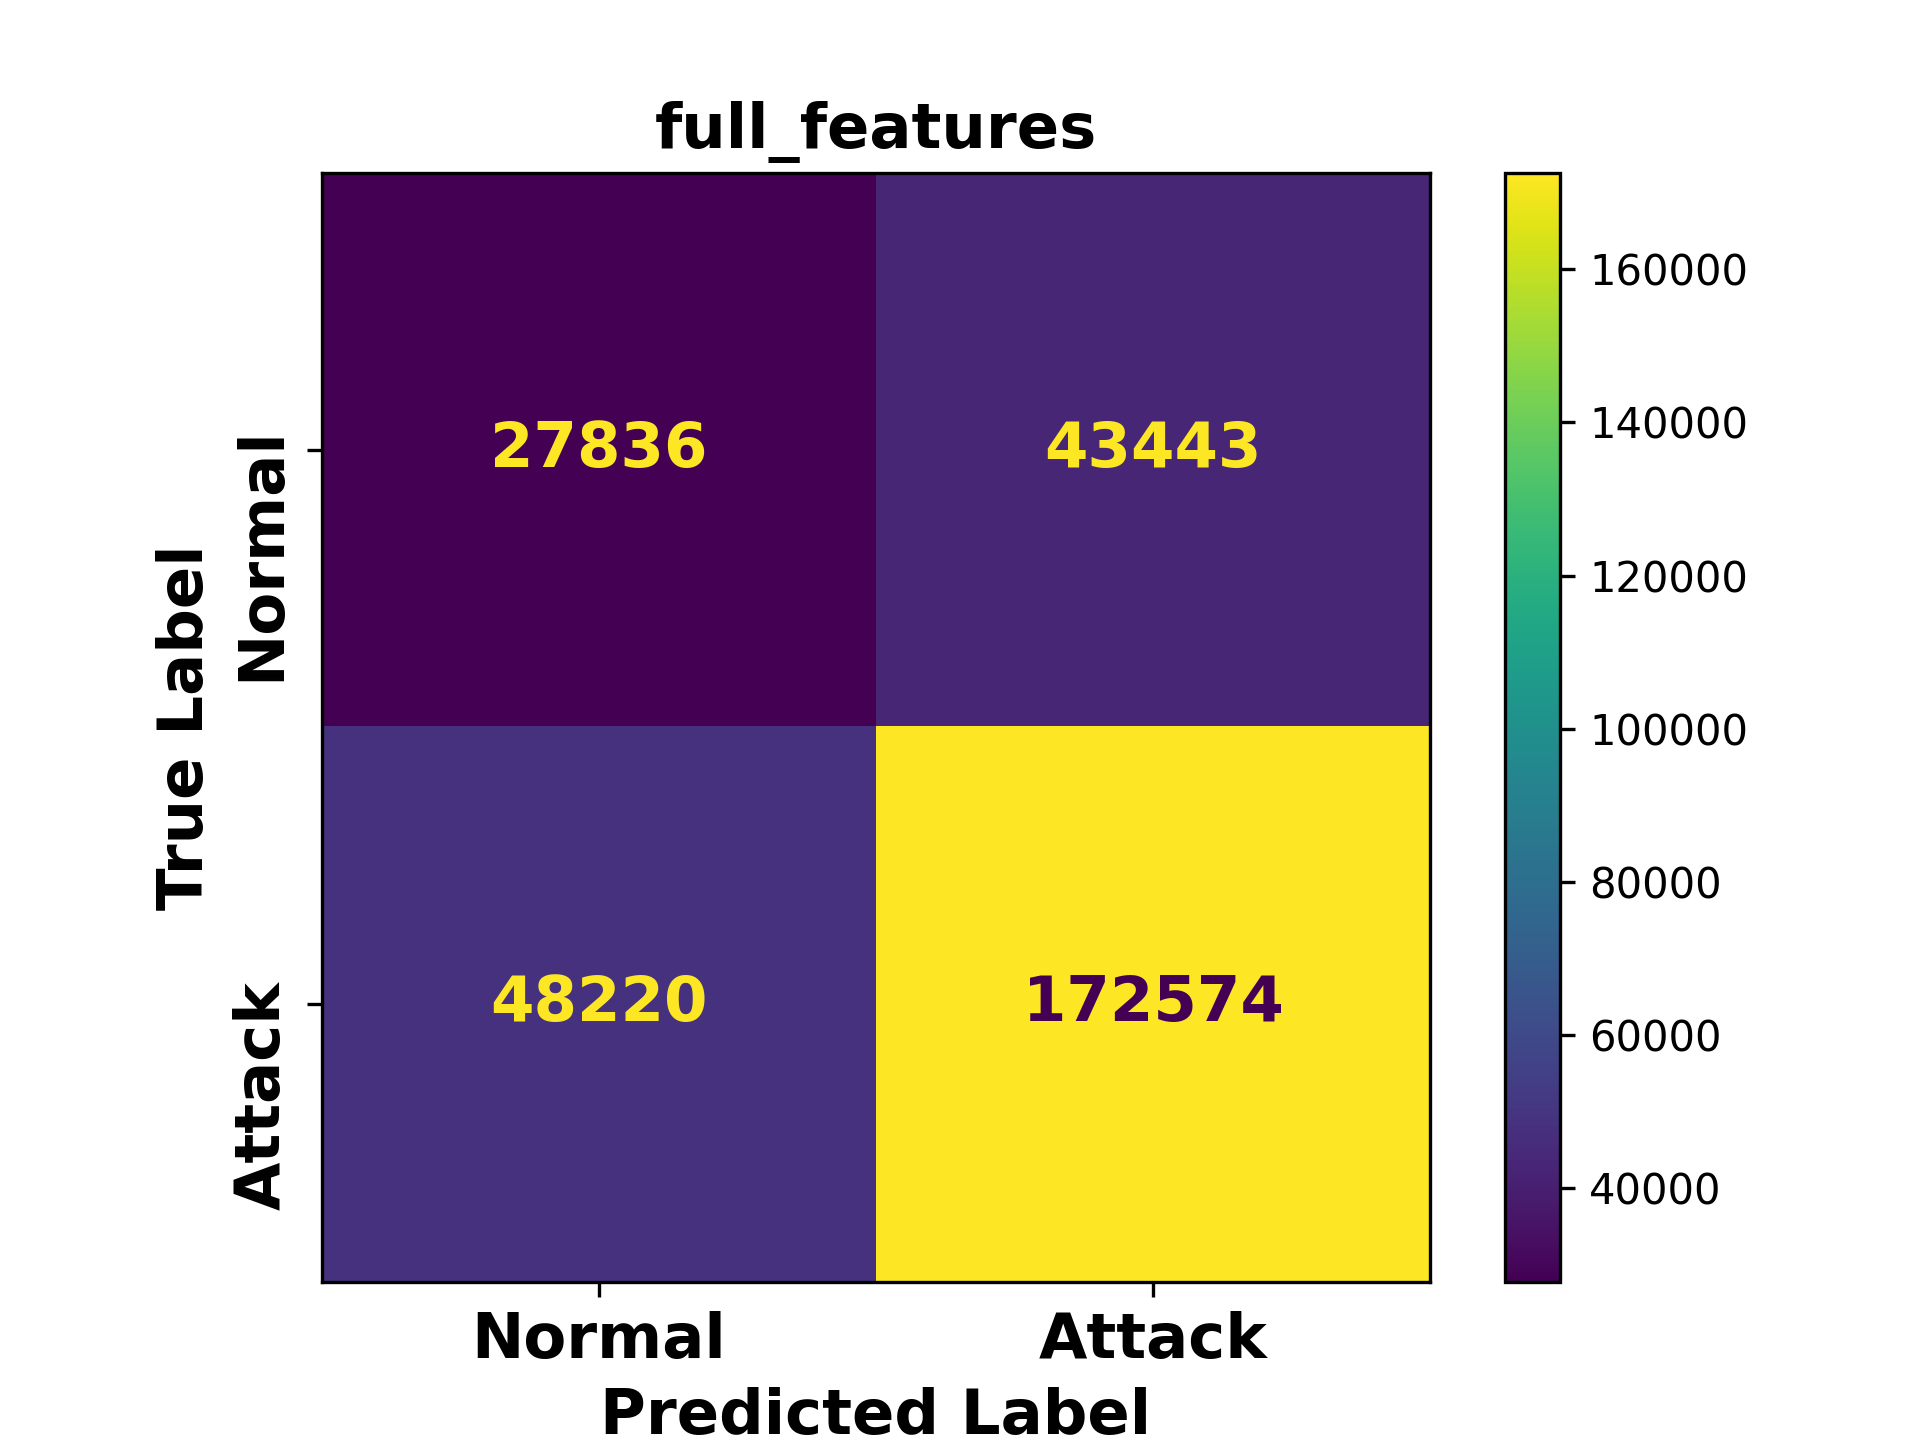 full_features
True Label
Normal
Attack
27836
43443
48220
172574
Normal
Attack
Predicted Label
160000
140000
120000
100000
80000
60000
40000